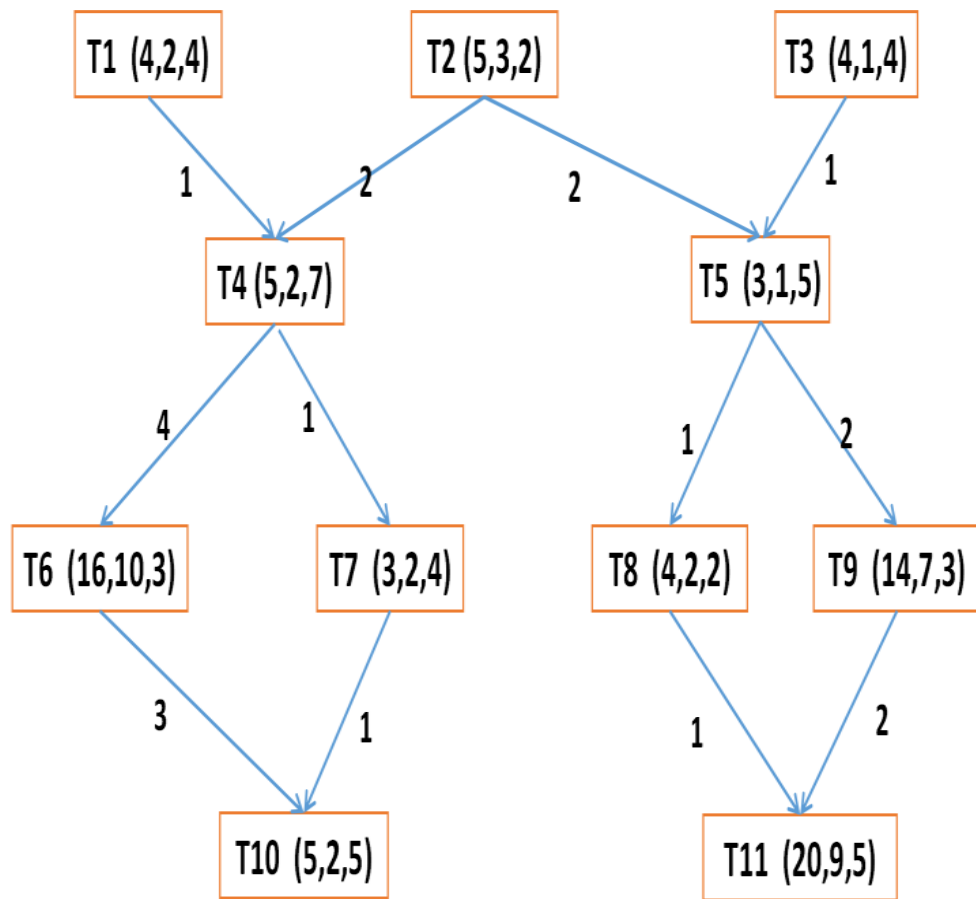 T1 (4,2,4)
T2 (5,3,2)
T3 (4,1,4)
1
2
2
1
T4 (5,2,7)
T5 (3,1,5)
4
1
1
2
T6 (16,10,3)
T7 (3,2,4)
T8 (4,2,2)
T9 (14,7,3)
3
1
1
2
T10 (5,2,5)
T11 (20,9,5)